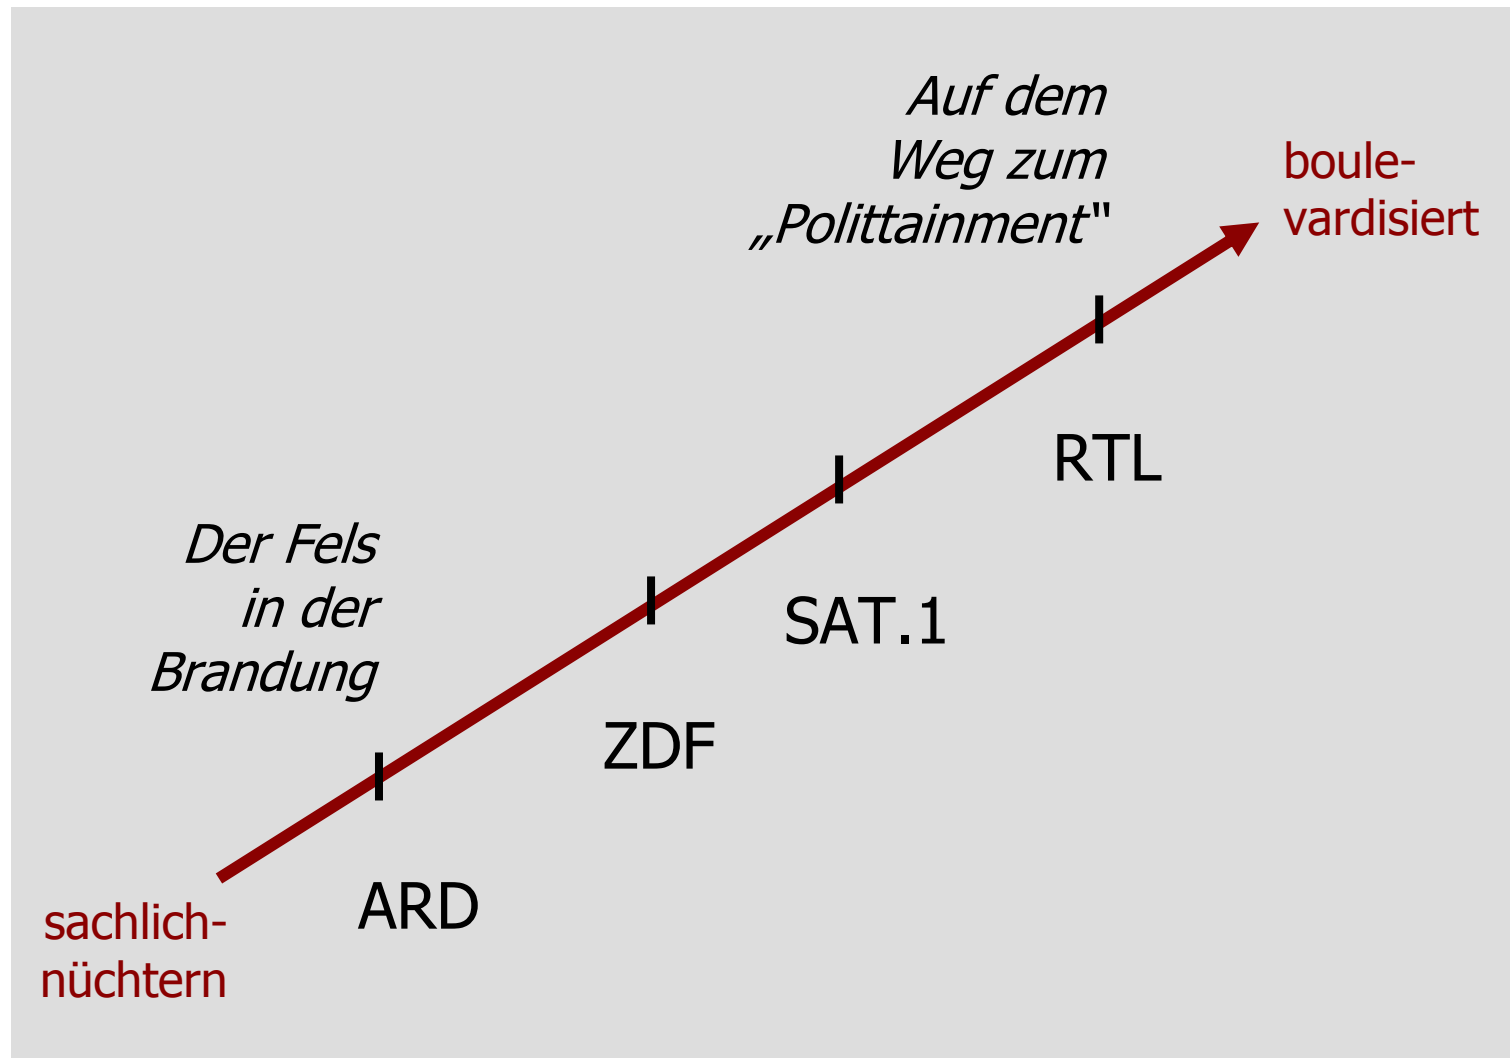 Auf dem
Weg zum
„Polittainment“
boule-
vardisiert
RTL
Der Fels
in der
Brandung
SAT.1
ZDF
ARD
sachlich-
nüchtern